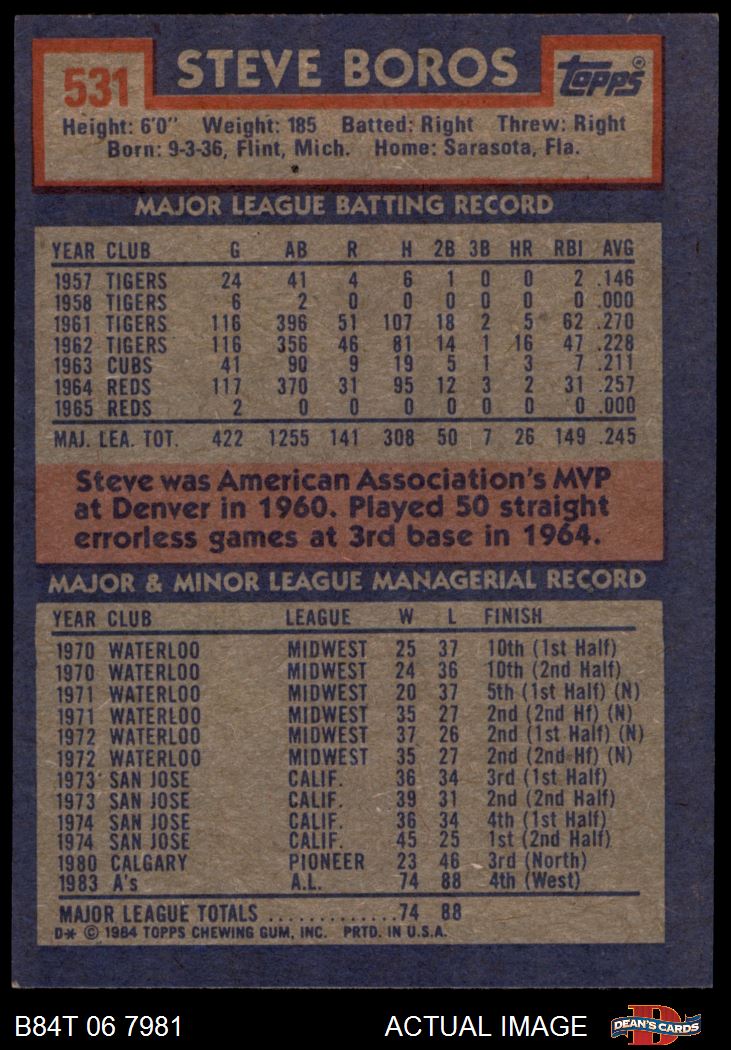 531 STEVE BOROS topps®
Height: 6'0" Weight: 185 Batted: Right Threw: Right
Born: 9-3-36, Flint, Mich. Home: Sarasota, Fla.
MAJOR LEAGUE BATTING RECORD
YEAR CLUB G AB R H 2B 3B HR RBI AVG
1957 TIGERS 24 41 4 6 1 0 0 2 .146
1958 TIGERS 6 2 0 0 0 0 0 0 .000
1961 TIGERS 116 396 51 107 18 2 5 62 .270
1962 TIGERS 116 356 46 81 14 1 16 47 .228
1963 CUBS 41 90 9 19 5 1 3 7 .211
1964 REDS 117 370 31 95 12 3 2 31 .257
1965 REDS 2 0 0 0 0 0 0 0 .000
MAJ. LEA. TOT. 422 1255 141 308 50 7 26 149 .245
Steve was American Association's MVP
at Denver in 1960. Played 50 straight
errorless games at 3rd base in 1964.
MAJOR & MINOR LEAGUE MANAGERIAL RECORD
YEAR CLUB LEAGUE W L FINISH
1970 WATERLOO MIDWEST 25 37 10th (1st Half)
1970 WATERLOO MIDWEST 24 36 10th (2nd Half)
1971 WATERLOO MIDWEST 20 37 5th (1st Half) (N)
1971 WATERLOO MIDWEST 35 27 2nd (2nd Hf) (N)
1972 WATERLOO MIDWEST 37 26 2nd (1st Half) (N)
1972 WATERLOO MIDWEST 35 27 2nd (2nd Hf) (N)
1973 SAN JOSE CALIF. 36 34 3rd (1st Half)
1973 SAN JOSE CALIF. 39 31 2nd (2nd Half)
1974 SAN JOSE CALIF. 36 34 4th (1st Half)
1974 SAN JOSE CALIF. 45 25 1st (2nd Half)
1980 CALGARY PIONEER 23 46 3rd (North)
1983 A's A.L. 74 88 4th (West)
MAJOR LEAGUE TOTALS .............74 88
D* © 1984 TOPPS CHEWING GUM, INC. PRTD. IN U.S.A.
B84T 06 7981 ACTUAL IMAGE D DEAN'S CARDS